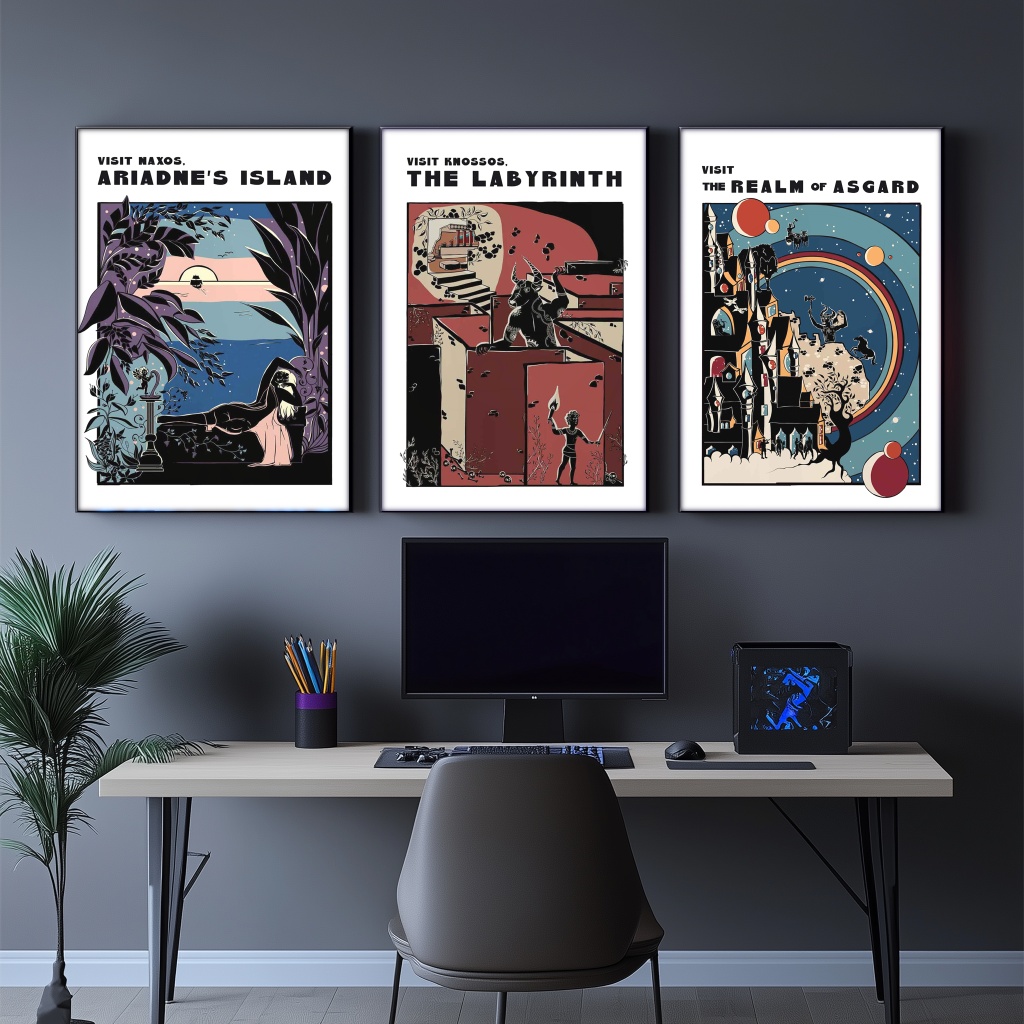 VISIT NAXOS,
ARIADNE'S ISLAND
VISIT KNOSSOS,
THE LABYRINTH
VISIT
THE REALM OF ASGARD